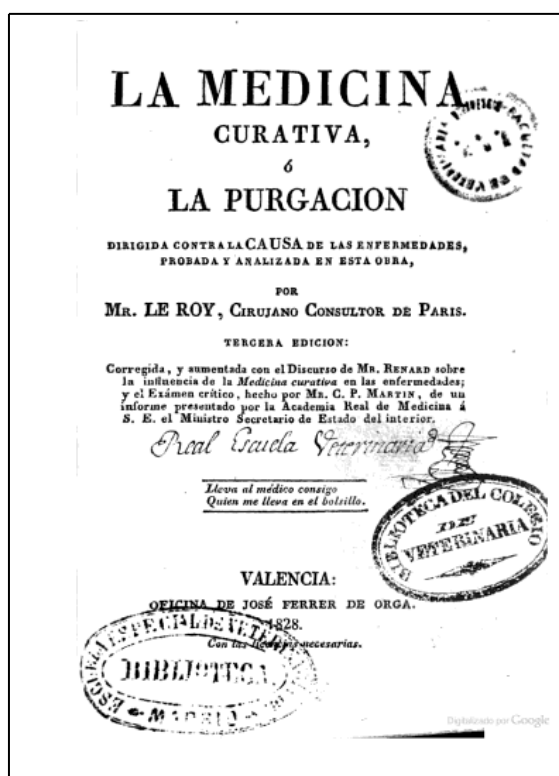 LA MEDICINA
CURATIVA,
ó
LA PURGACION
DIRIGIDA CONTRA LA CAUSA DE LAS ENFERMEDADES,
PROBADA Y ANALIZADA EN ESTA OBRA,
POR
MR. LE ROY, CIRUJANO CONSULTOR DE PARIS.
TERCERA EDICION:
Corregida, y aumentada con el Discurso de MR. RENARD sobre
la influencia de la Medicina curativa en las enfermedades;
y el Exámen crítico, hecho por MR. C. P. MARTIN, de un
informe presentado por la Academia Real de Medicina á
S. E. el Ministro Secretario de Estado del interior.
Real Escuela Veterinaria
Lleva al médico consigo
Quien me lleva en el bolsillo.
BIBLIOTECA DEL COLEGIO
DE
VETERINARIA
VALENCIA:
OFICINA DE JOSÉ FERRER DE ORGA.
1828.
Con las licencias necesarias.
ESCUELA ESPECIAL DE VETERINARIA
BIBLIOTECA
MADRID
Digitalizado por Google